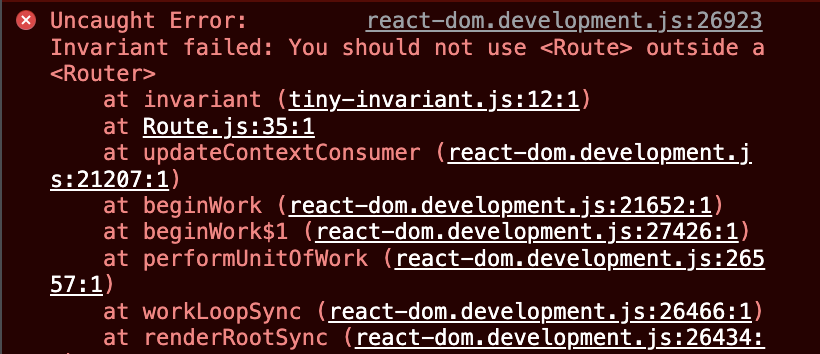 Uncaught Error: react-dom.development.js:26923
Invariant failed: You should not use <Route> outside a
<Router>
at invariant (tiny-invariant.js:12:1)
at Route.js:35:1
at updateContextConsumer (react-dom.development.j
s:21207:1)
at beginWork (react-dom.development.js:21652:1)
at beginWork$1 (react-dom.development.js:27426:1)
at performUnitOfWork (react-dom.development.js:265
57:1)
at workLoopSync (react-dom.development.js:26466:1)
at renderRootSync (react-dom.development.js:26434: